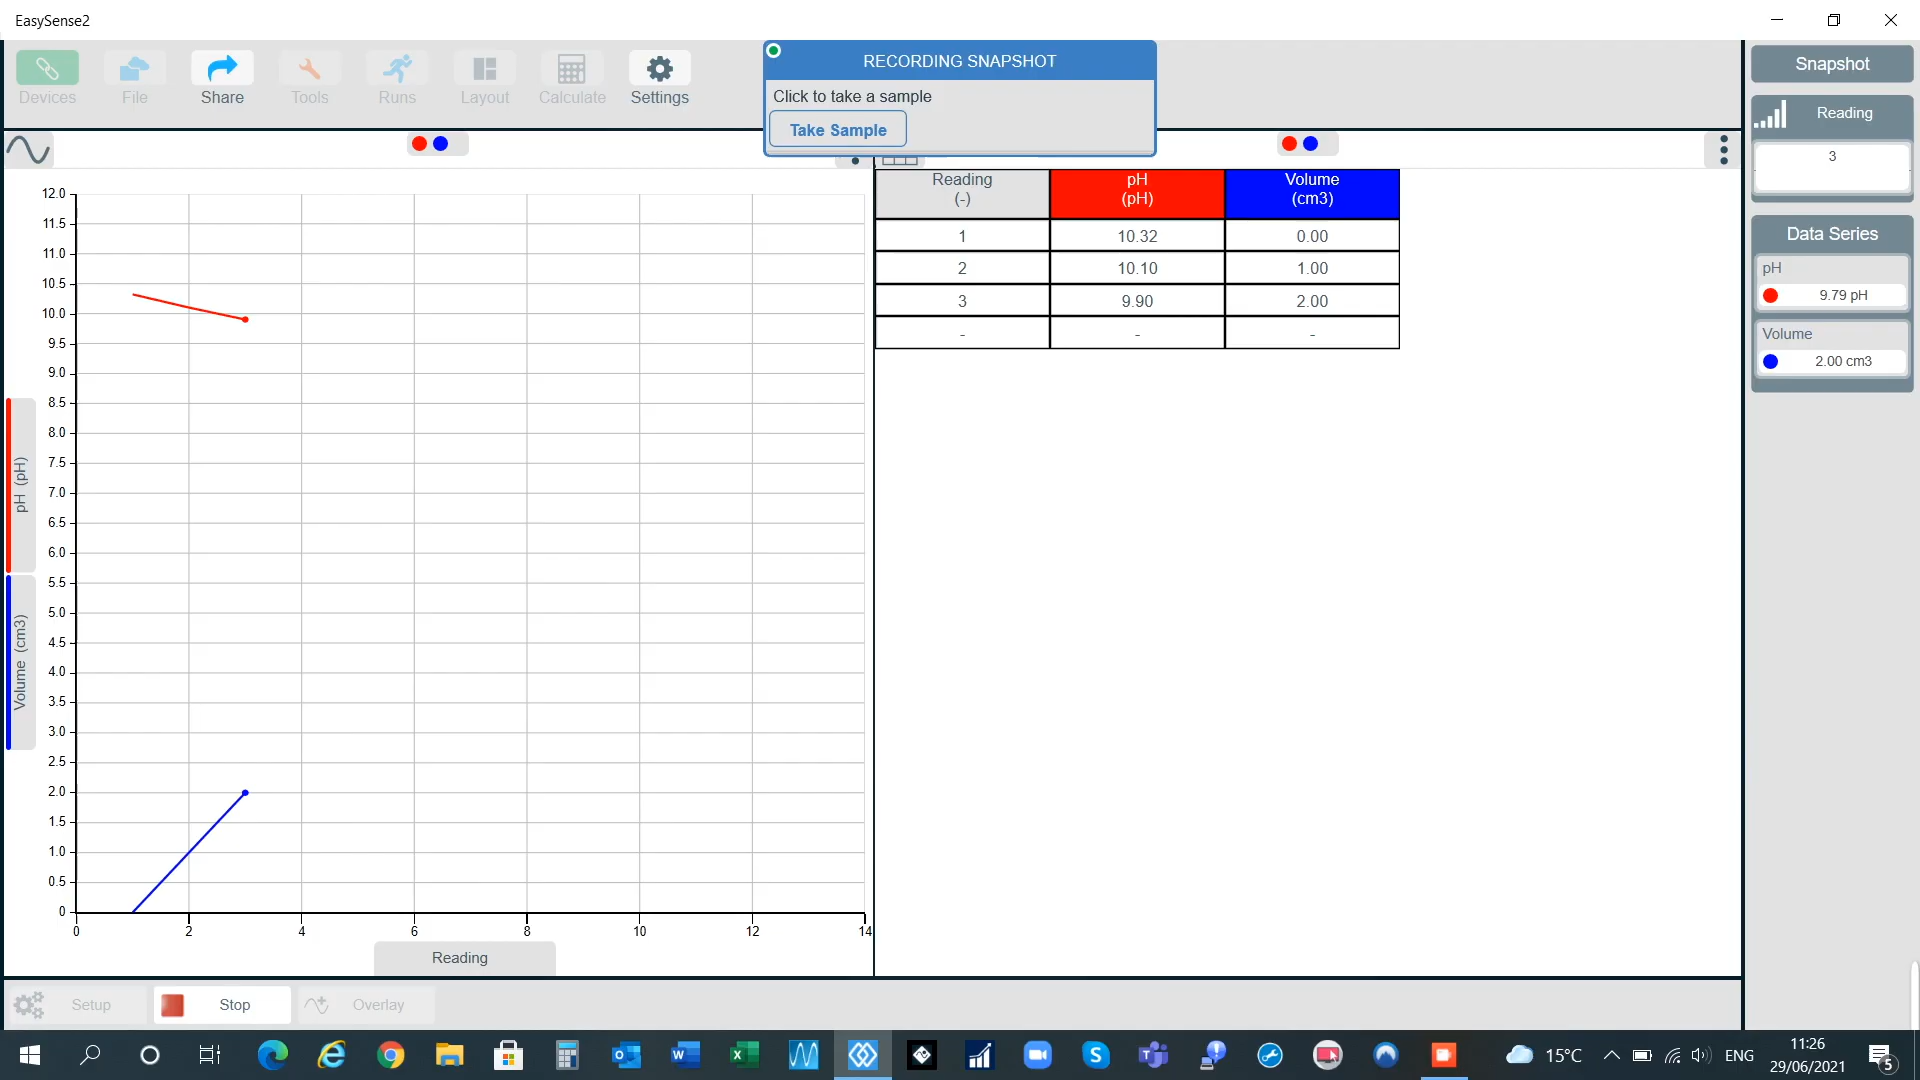 EasySense2
Devices
File
Share
Tools
Runs
Layout
Calculate
Settings
RECORDING SNAPSHOT
Click to take a sample
Take Sample
12.0
11.5
11.0
10.5
10.0
9.5
9.0
8.5
8.0
7.5
7.0
6.5
6.0
5.5
5.0
4.5
4.0
3.5
3.0
2.5
2.0
1.5
1.0
0.5
0
pH (pH)
Volume (cm3)
0 2 4 6 8 10 12 14
Reading
Reading pH Volume
(-) (pH) (cm3)
1 10.32 0.00
2 10.10 1.00
3 9.90 2.00
- - -
Snapshot
Reading
3
Data Series
pH
9.79 pH
Volume
2.00 cm3
Setup
Stop
Overlay
15°C
ENG
11:26
29/06/2021
5